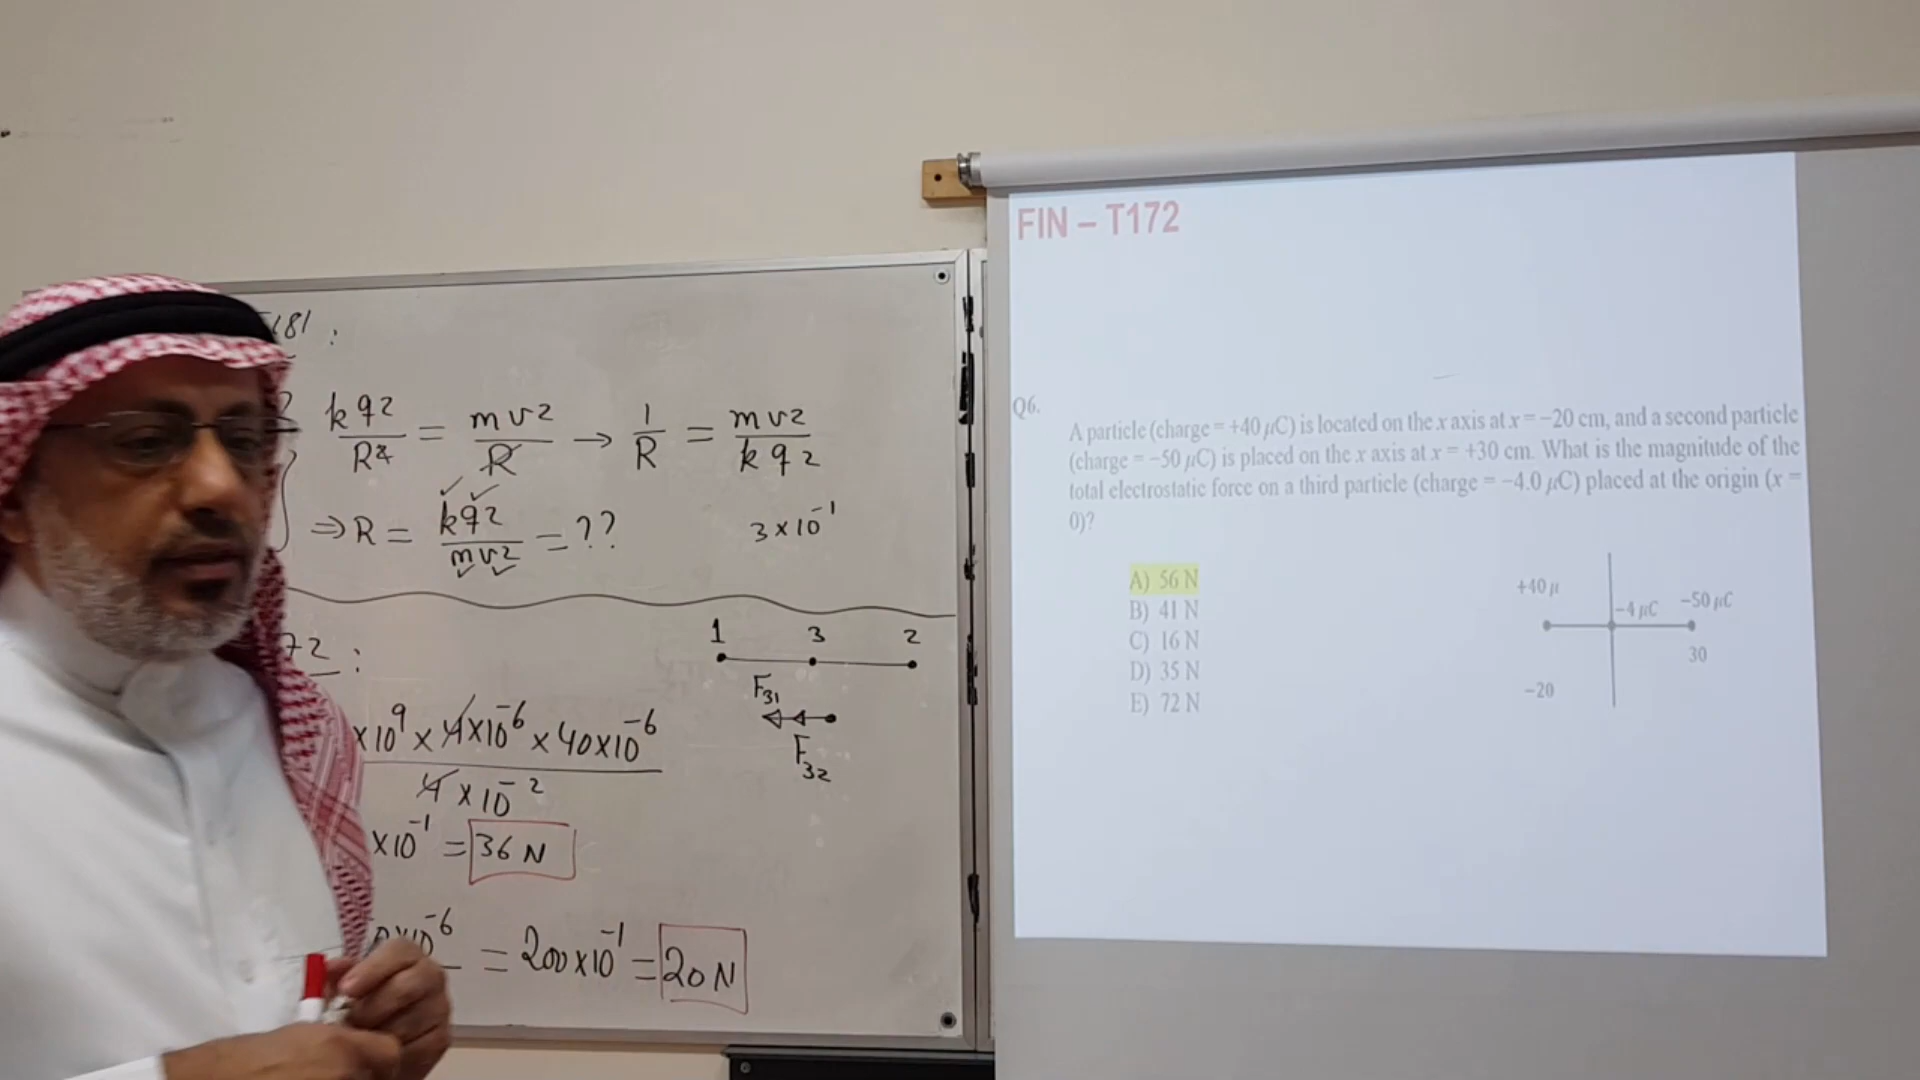 181 :
kq2 / R2 = mv2 / R → 1 / R = mv2 / kq2
⇒ R = kq2 / mv2 = ??
3×10⁻¹
72 :
×10⁹ × 4×10⁻⁶ × 40×10⁻⁶
4 ×10⁻²
×10⁻¹ = 36 N
×10⁻⁶ = 200×10⁻¹ = 20 N
1 3 2
F31
F32
FIN – T172
Q6.
A particle (charge = +40 μC) is located on the x axis at x = −20 cm, and a second particle
(charge = −50 μC) is placed on the x axis at x = +30 cm. What is the magnitude of the
total electrostatic force on a third particle (charge = −4.0 μC) placed at the origin (x =
0)?
A) 56 N
B) 41 N
C) 16 N
D) 35 N
E) 72 N
+40 μ
−4 μC −50 μC
30
−20